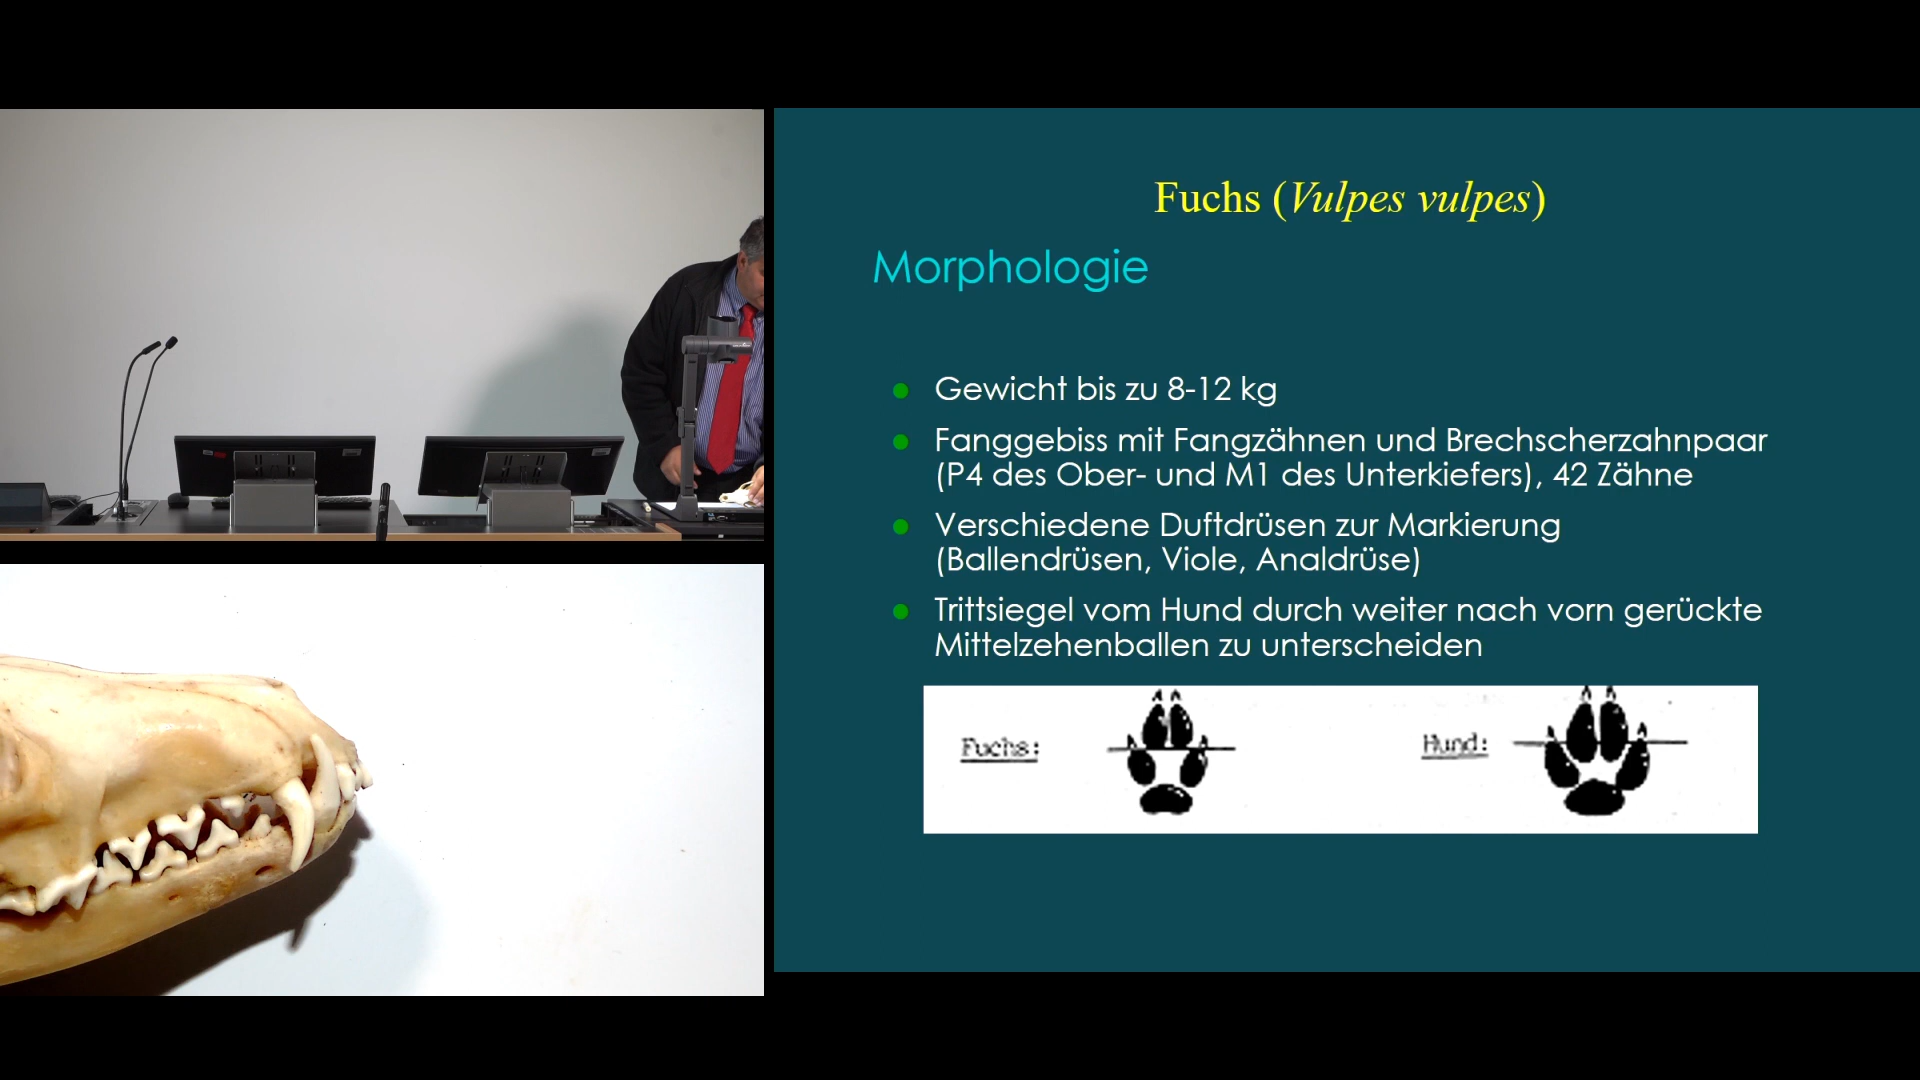 Fuchs (Vulpes vulpes)
Morphologie
Gewicht bis zu 8-12 kg
Fanggebiss mit Fangzähnen und Brechscherzahnpaar
(P4 des Ober- und M1 des Unterkiefers), 42 Zähne
Verschiedene Duftdrüsen zur Markierung
(Ballendrüsen, Viole, Analdrüse)
Trittsiegel vom Hund durch weiter nach vorn gerückte
Mittelzehenballen zu unterscheiden
Fuchs:
Hund: